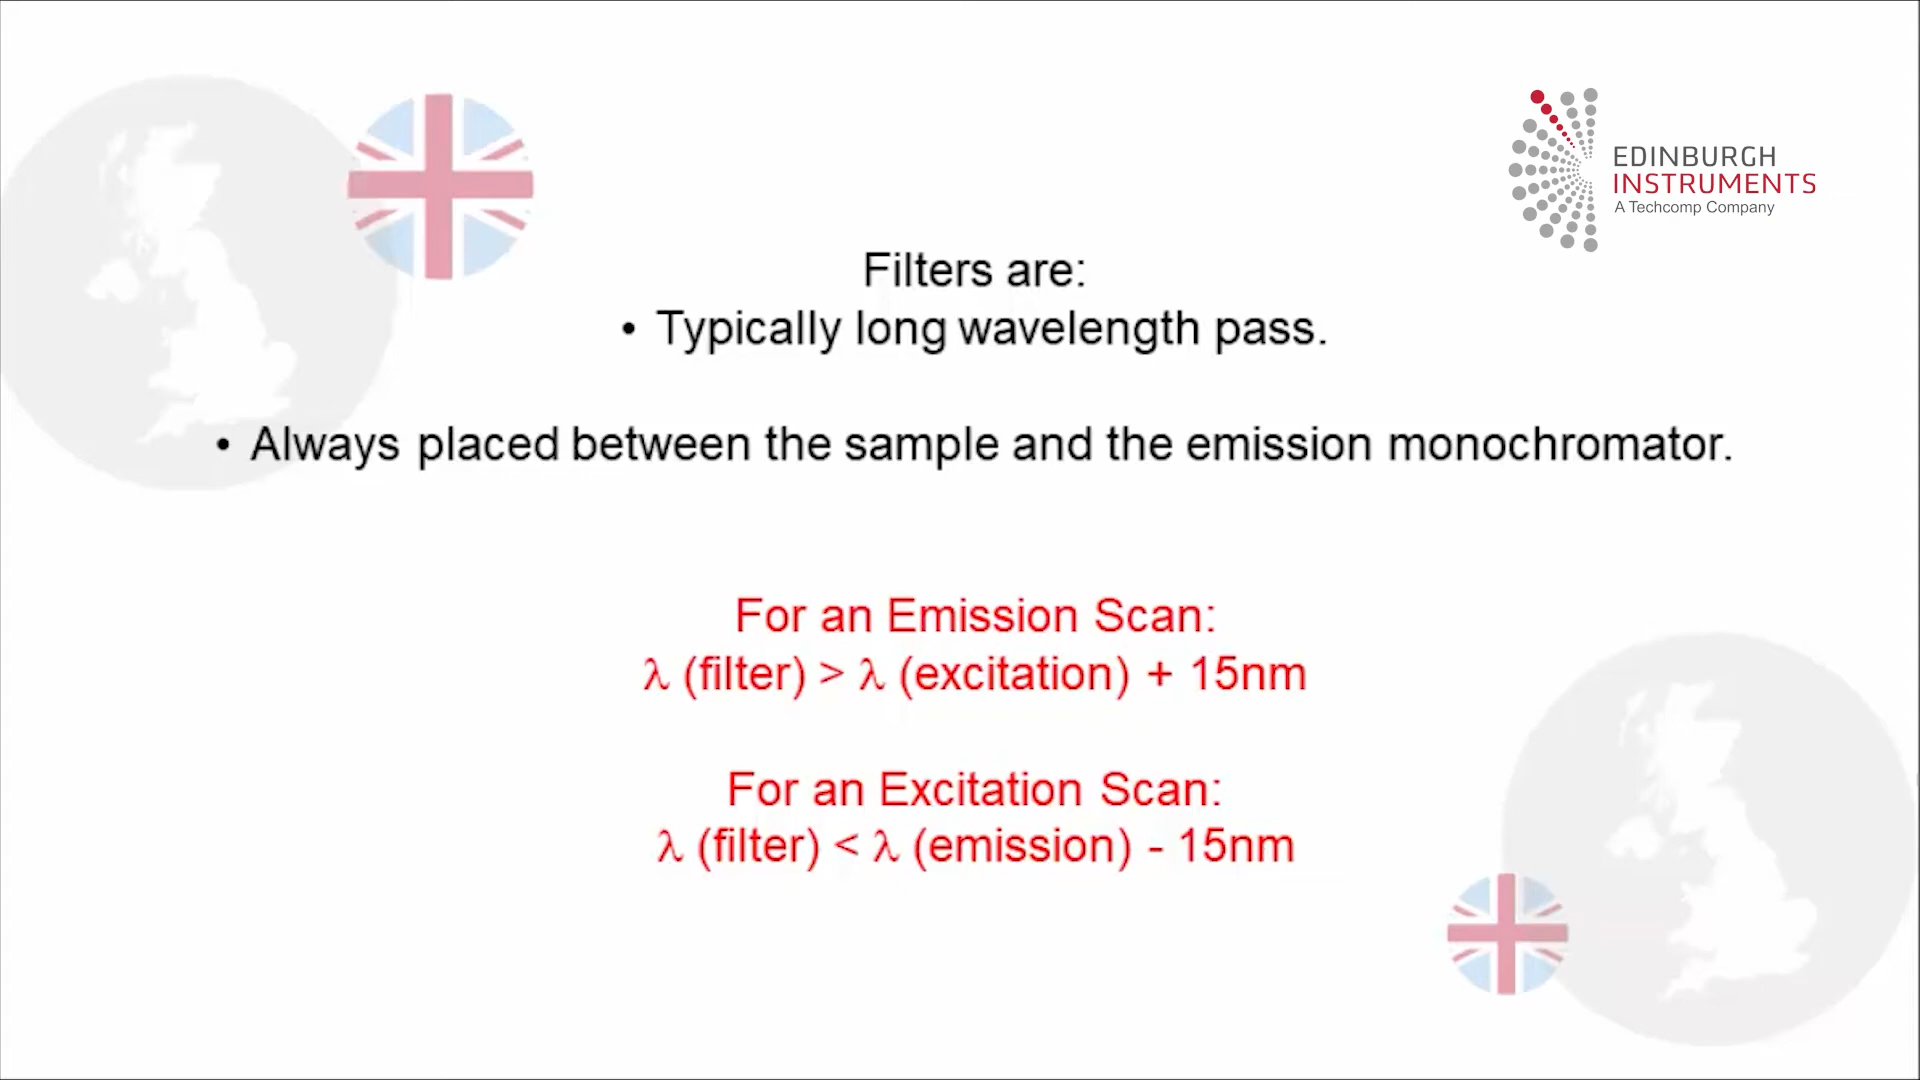 EDINBURGH
INSTRUMENTS
A Techcomp Company
Filters are:
• Typically long wavelength pass.
• Always placed between the sample and the emission monochromator.
For an Emission Scan:
λ (filter) > λ (excitation) + 15nm
For an Excitation Scan:
λ (filter) < λ (emission) - 15nm